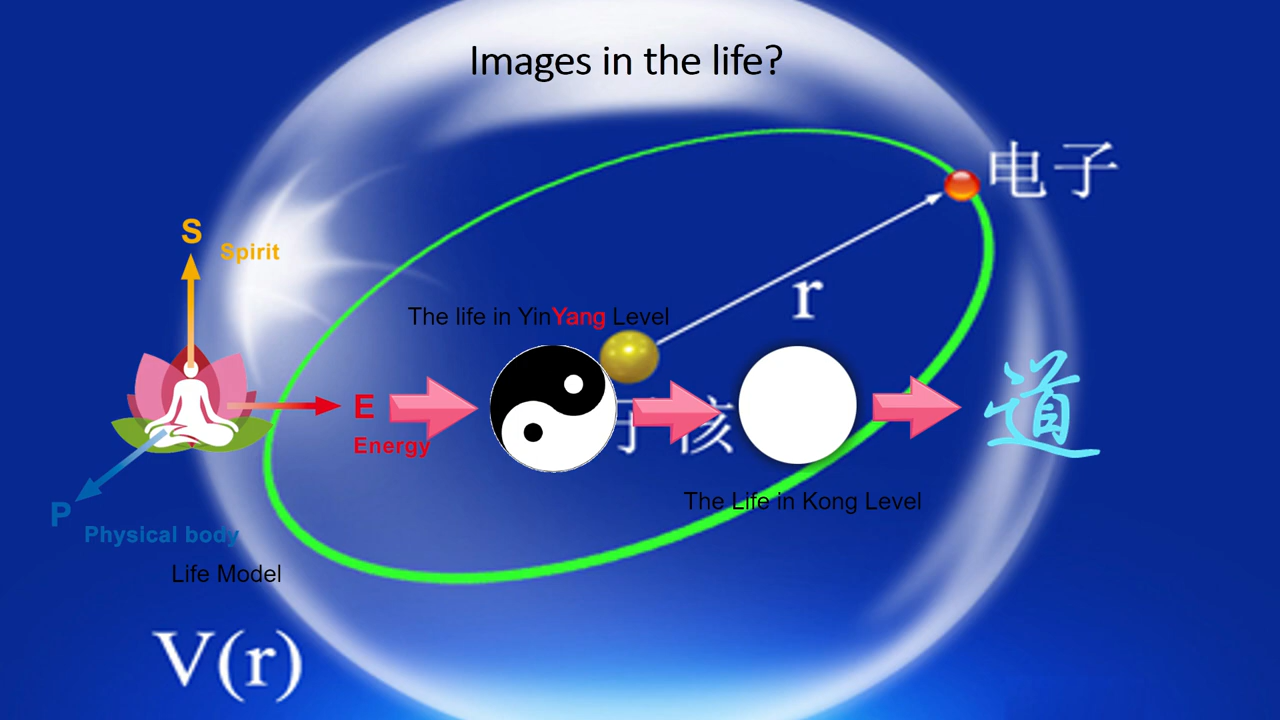 Images in the life?
电子
S
Spirit
r
The life in YinYang Level
E
Energy
核
道
P
Physical body
The Life in Kong Level
Life Model
V(r)